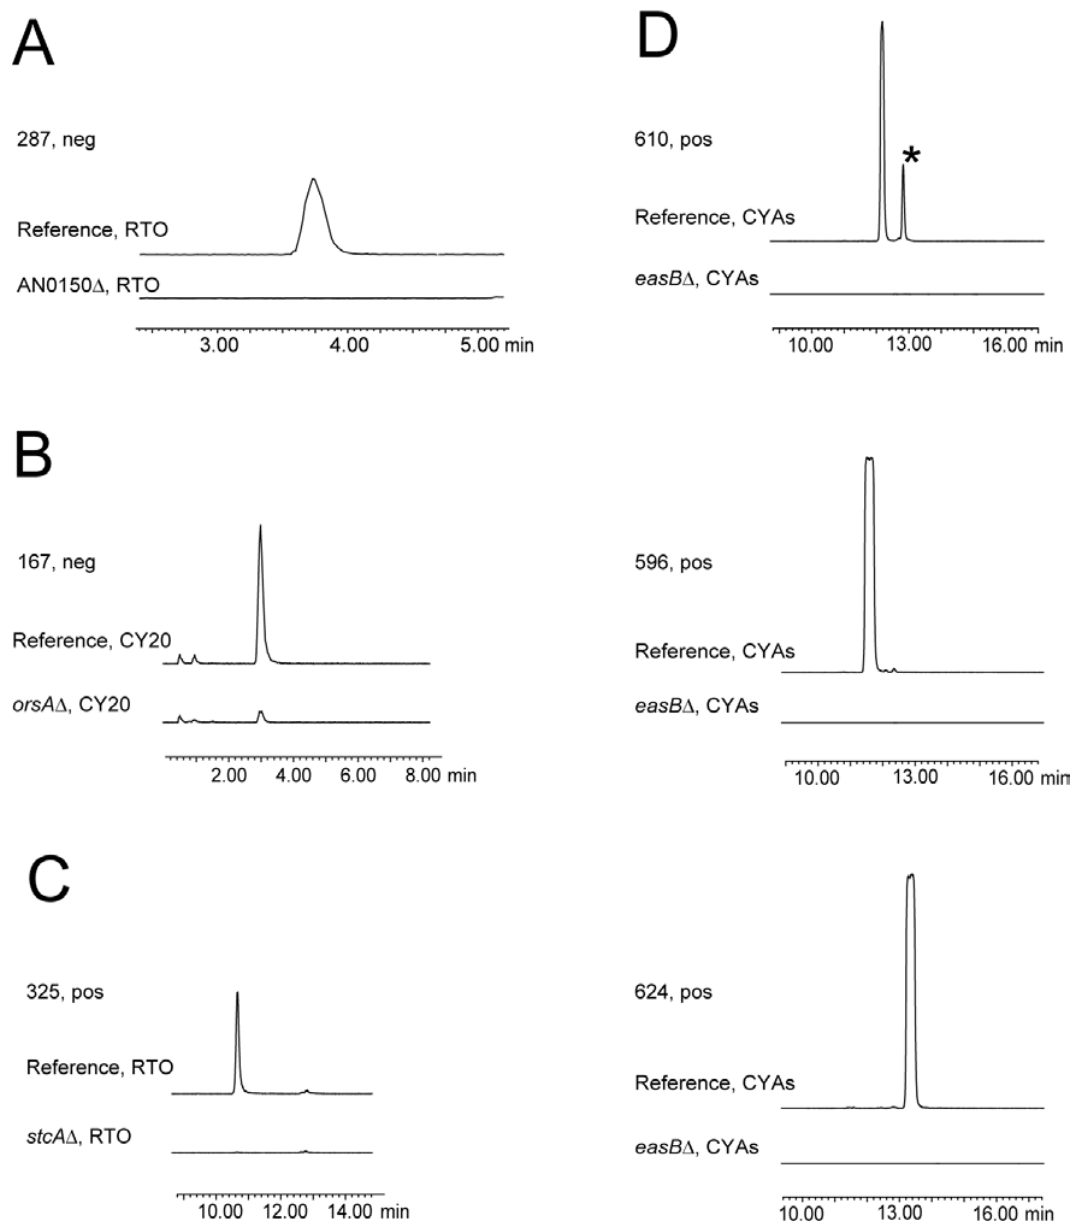 A
287, neg
Reference, RTO
AN0150Δ, RTO
3.00 4.00 5.00 min
B
167, neg
Reference, CY20
orsAΔ, CY20
2.00 4.00 6.00 8.00 min
C
325, pos
Reference, RTO
stcAΔ, RTO
10.00 12.00 14.00 min
D
610, pos
*
Reference, CYAs
easBΔ, CYAs
10.00 13.00 16.00 min
596, pos
Reference, CYAs
easBΔ, CYAs
10.00 13.00 16.00 min
624, pos
Reference, CYAs
easBΔ, CYAs
10.00 13.00 16.00 min